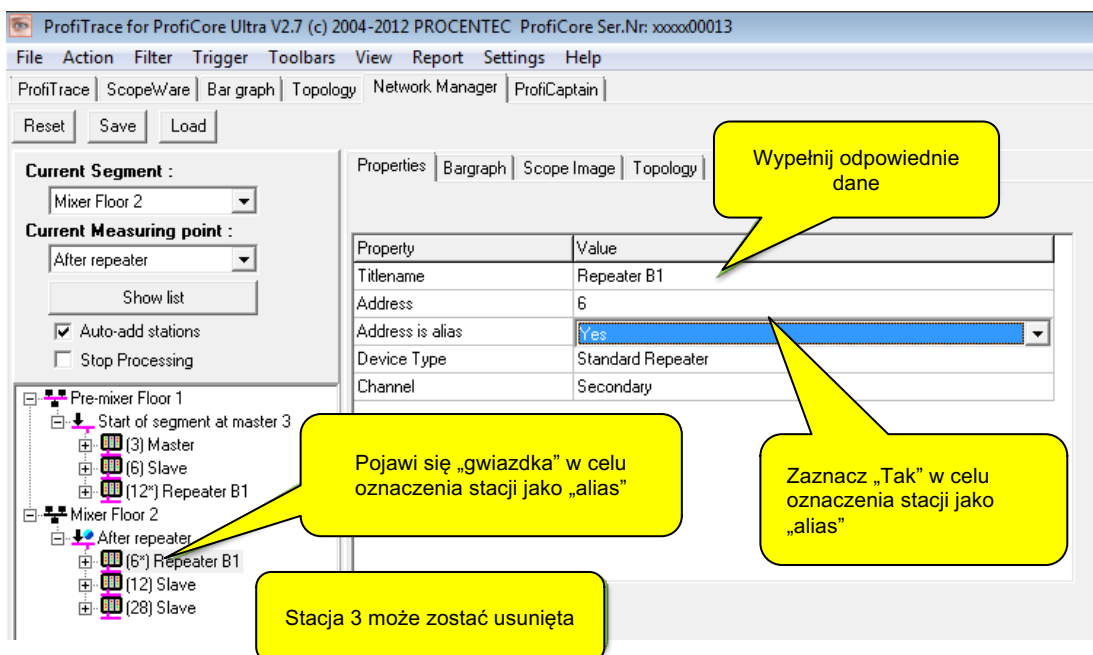 ProfiTrace for ProfiCore Ultra V2.7 (c) 2004-2012 PROCENTEC ProfiCore Ser.Nr: xxxxx00013
File Action Filter Trigger Toolbars View Report Settings Help
ProfiTrace ScopeWare Bar graph Topology Network Manager ProfiCaptain
Reset Save Load
Current Segment :
Mixer Floor 2
Current Measuring point :
After repeater
Show list
Auto-add stations
Stop Processing
Pre-mixer Floor 1
Start of segment at master 3
(3) Master
(6) Slave
(12*) Repeater B1
Mixer Floor 2
After repeater
(6*) Repeater B1
(12) Slave
(28) Slave
Properties Bargraph Scope Image Topology
Property Value
Titlename Repeater B1
Address 6
Address is alias Yes
Device Type Standard Repeater
Channel Secondary
Wypełnij odpowiednie
dane
Pojawi się „gwiazdka” w celu
oznaczenia stacji jako „alias”
Zaznacz „Tak” w celu
oznaczenia stacji jako
„alias”
Stacja 3 może zostać usunięta